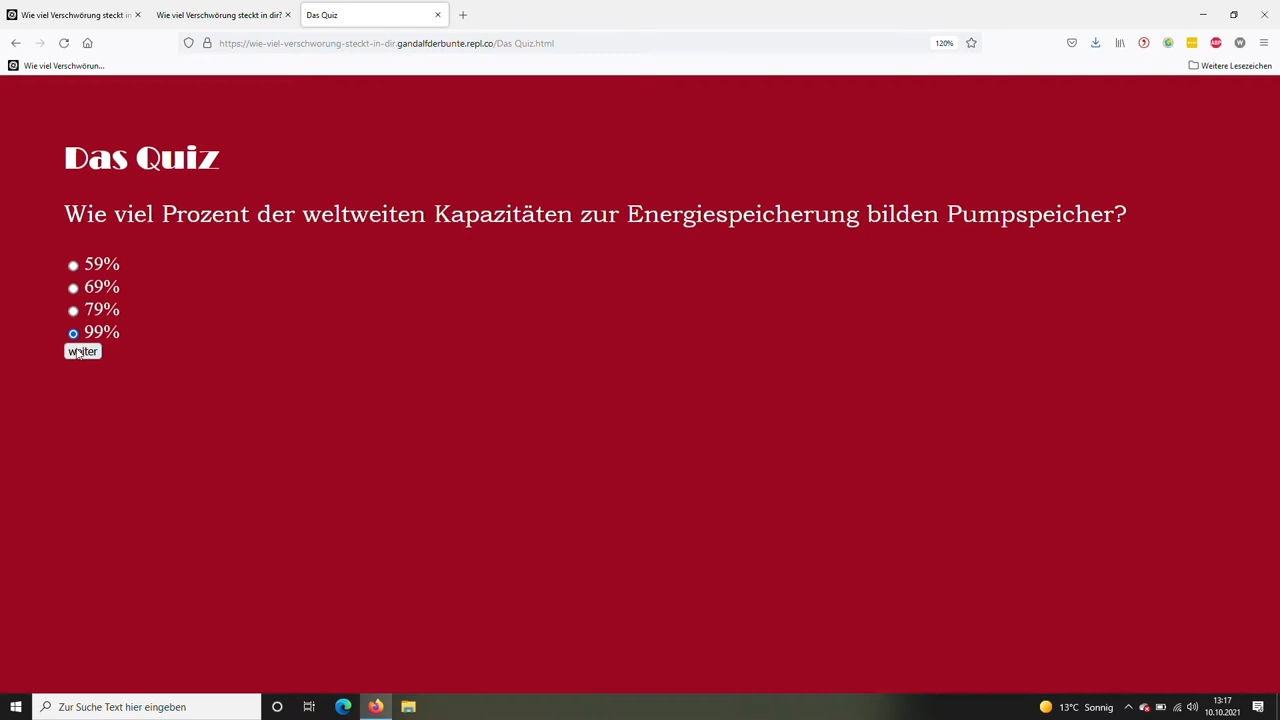 Wie viel Verschwörung steckt in
Wie viel Verschwörung steckt in dir?
Das Quiz
https://wie-viel-verschworung-steckt-in-dir.gandalfderbunte.repl.co/Das Quiz.html
120%
ABP
W
Wie viel Verschwörun...
Weitere Lesezeichen
Das Quiz
Wie viel Prozent der weltweiten Kapazitäten zur Energiespeicherung bilden Pumpspeicher?
59%
69%
79%
99%
weiter
Zur Suche Text hier eingeben
13°C Sonnig
13:17
10.10.2021